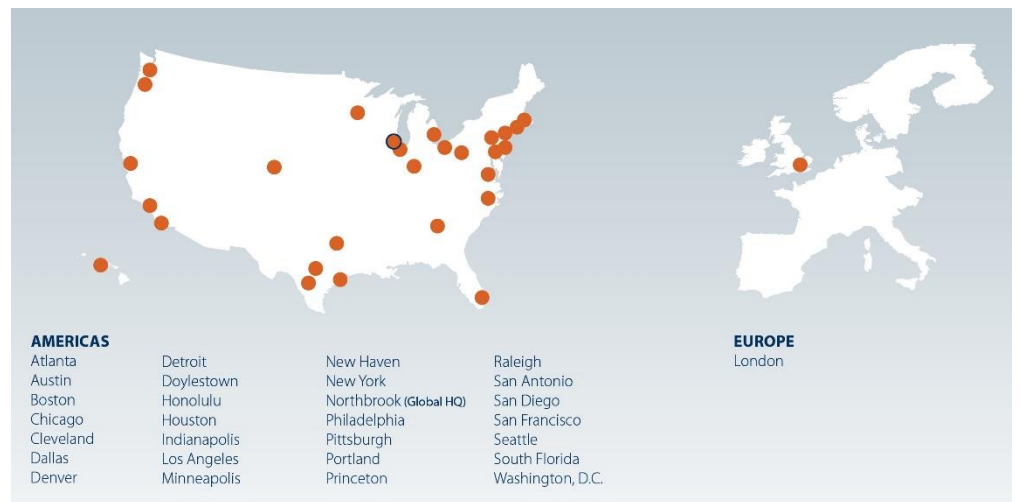 AMERICAS
Atlanta
Austin
Boston
Chicago
Cleveland
Dallas
Denver
Detroit
Doylestown
Honolulu
Houston
Indianapolis
Los Angeles
Minneapolis
New Haven
New York
Northbrook (Global HQ)
Philadelphia
Pittsburgh
Portland
Princeton
Raleigh
San Antonio
San Diego
San Francisco
Seattle
South Florida
Washington, D.C.
EUROPE
London